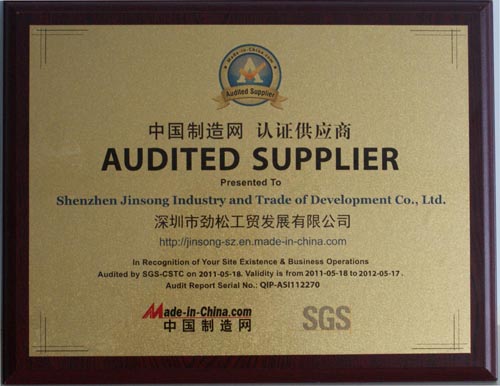 Made-in-China.com
Audited Supplier
中国制造网 认证供应商
AUDITED SUPPLIER
Presented To
Shenzhen Jinsong Industry and Trade of Development Co., Ltd.
深圳市劲松工贸发展有限公司
http://jinsong-sz.en.made-in-china.com
In Recognition of Your Site Existence & Business Operations
Audited by SGS-CSTC on 2011-05-18. Validity is from 2011-05-18 to 2012-05-17.
Audit Report Serial No.: QIP-ASI112270
Made-in-China.com
中国制造网
SGS